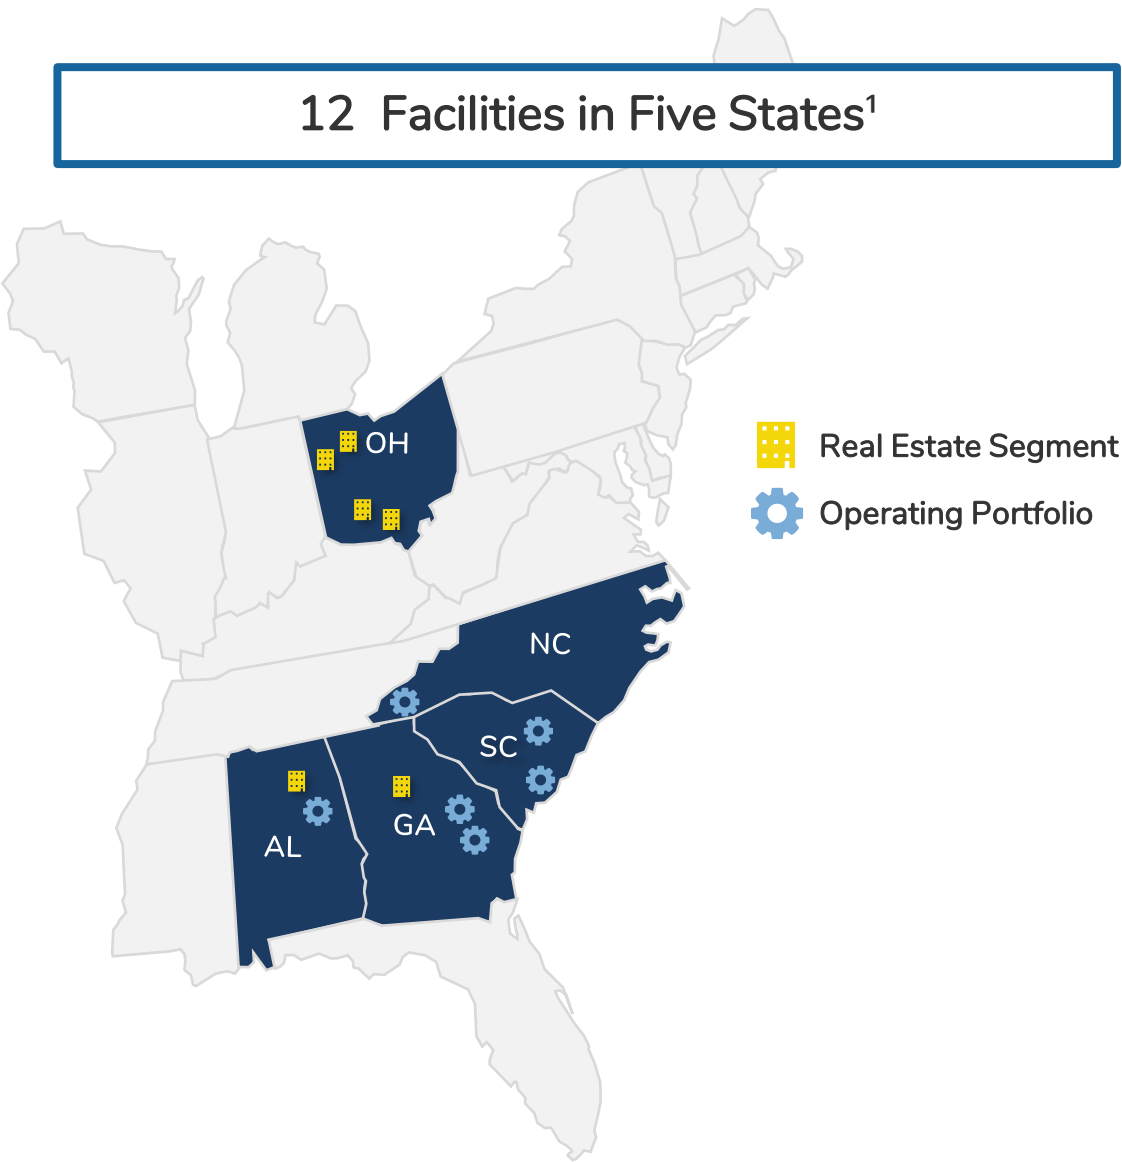 12 Facilities in Five States¹
OH
Real Estate Segment
Operating Portfolio
NC
SC
GA
AL